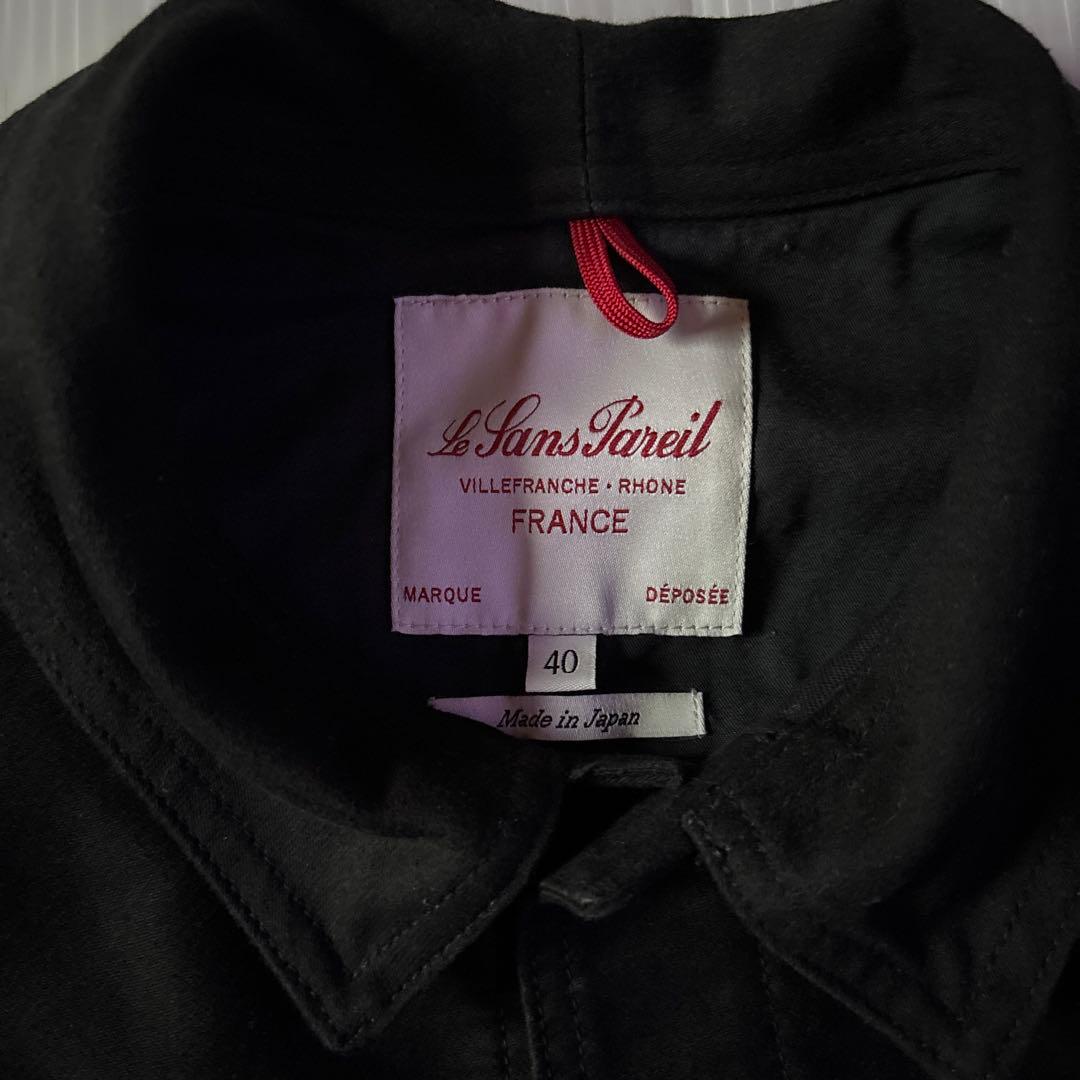 Le Sans Pareil
VILLEFRANCHE · RHONE
FRANCE
MARQUE DÉPOSÉE
40
Made in Japan